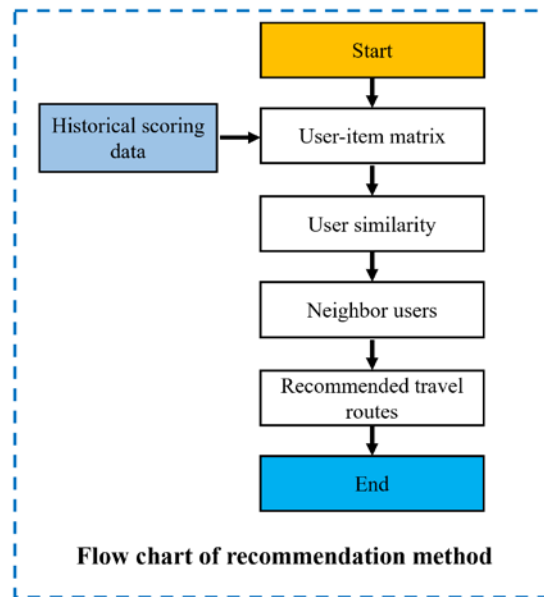 Start
Historical scoring
data
User-item matrix
User similarity
Neighbor users
Recommended travel
routes
End
Flow chart of recommendation method